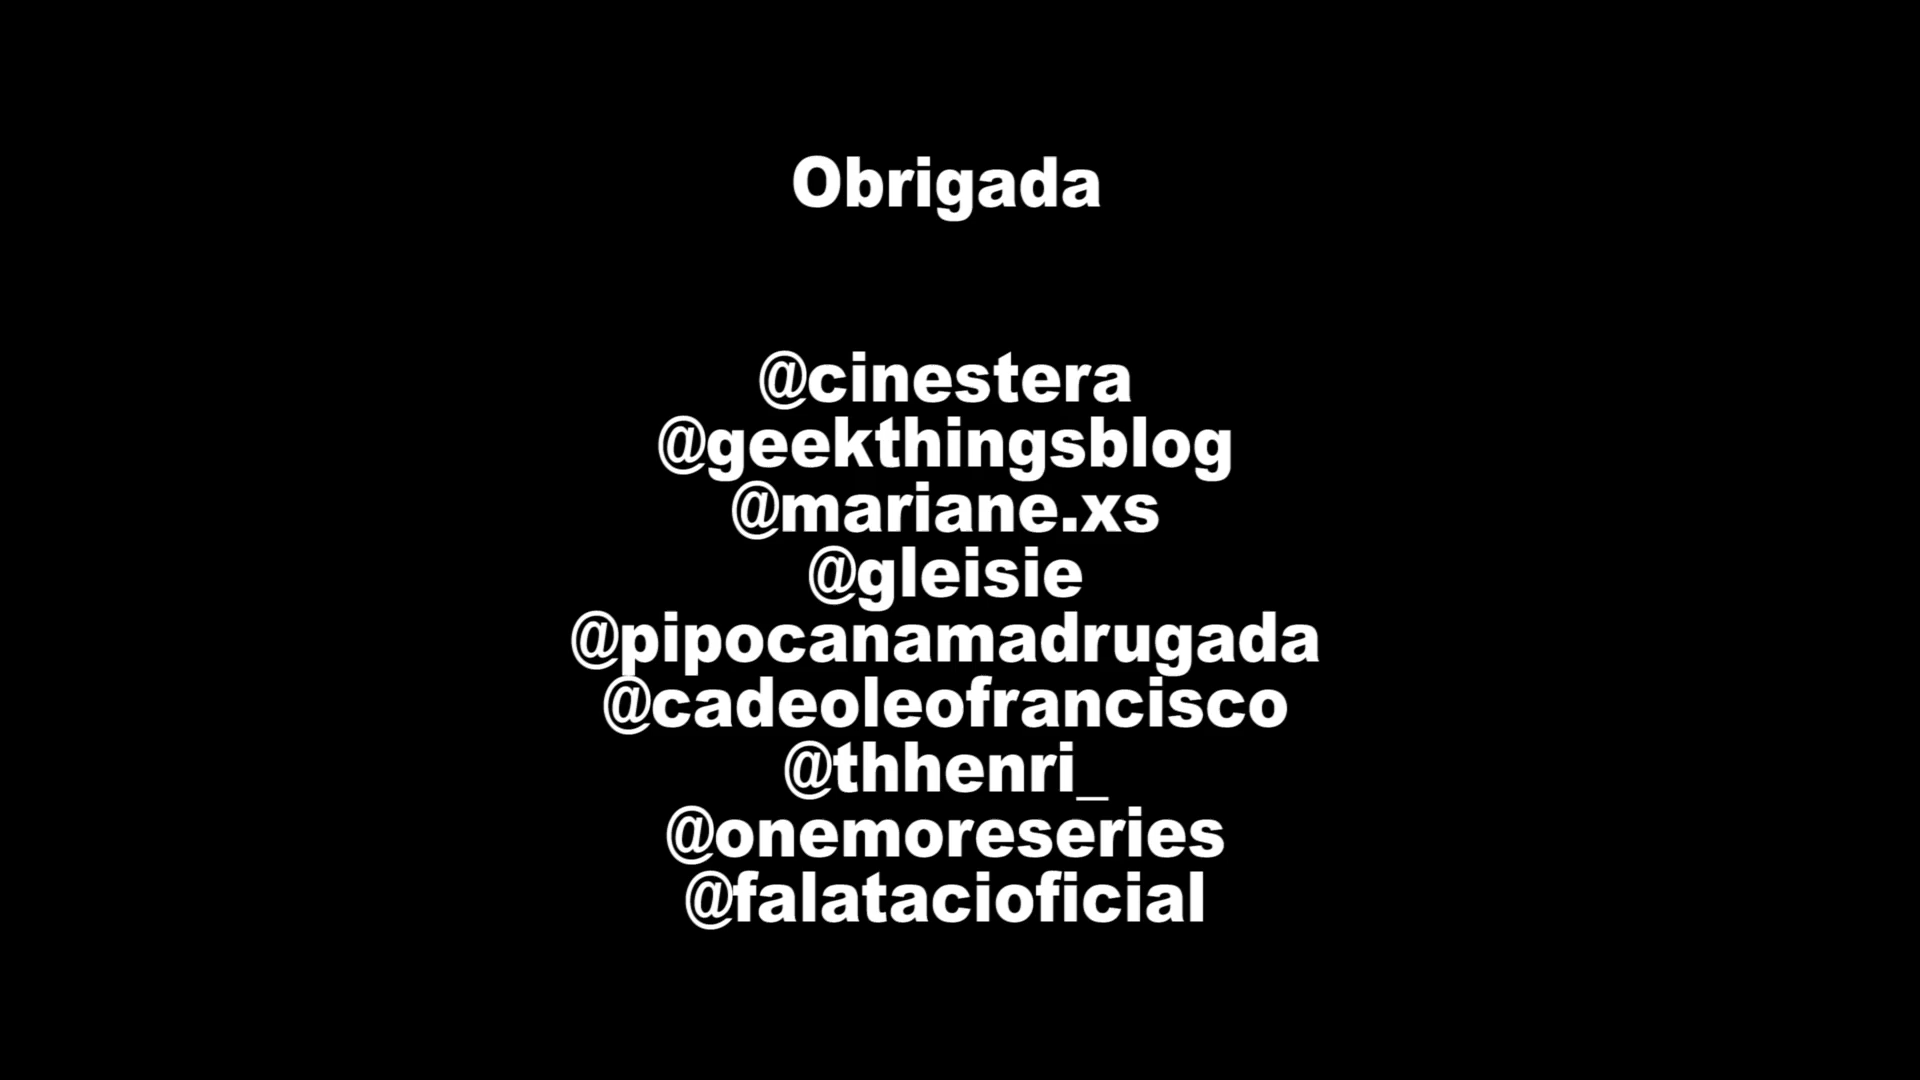 Obrigada
@cinestera
@geekthingsblog
@mariane.xs
@gleisie
@pipocanamadrugada
@cadeoleofrancisco
@thhenri_
@onemoreseries
@falatacioficial